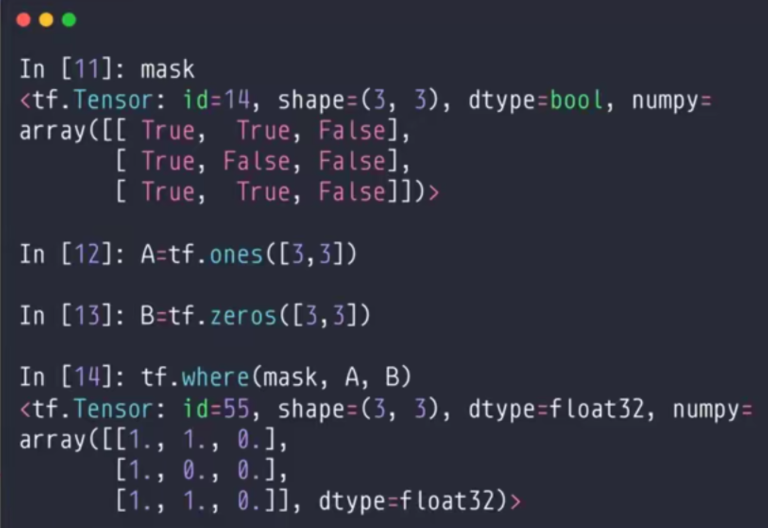 In [11]: mask
<tf.Tensor: id=14, shape=(3, 3), dtype=bool, numpy=
array([[ True,  True, False],
       [ True, False, False],
       [ True,  True, False]])>
In [12]: A=tf.ones([3,3])
In [13]: B=tf.zeros([3,3])
In [14]: tf.where(mask, A, B)
<tf.Tensor: id=55, shape=(3, 3), dtype=float32, numpy=
array([[1., 1., 0.],
       [1., 0., 0.],
       [1., 1., 0.]], dtype=float32)>